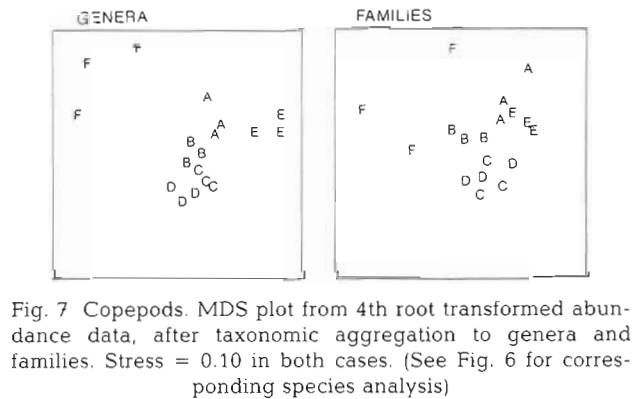 GENERA
FAMILIES
F F
F
A
F
A
A
E
E
E
B
B
B
C
C
C
D
D
D
F
A
F
A
E
A
E
E
B
B
B
F
C
D
D
D
C
C
Fig. 7 Copepods. MDS plot from 4th root transformed abun-
dance data, after taxonomic aggregation to genera and
families. Stress = 0.10 in both cases. (See Fig. 6 for corres-
ponding species analysis)